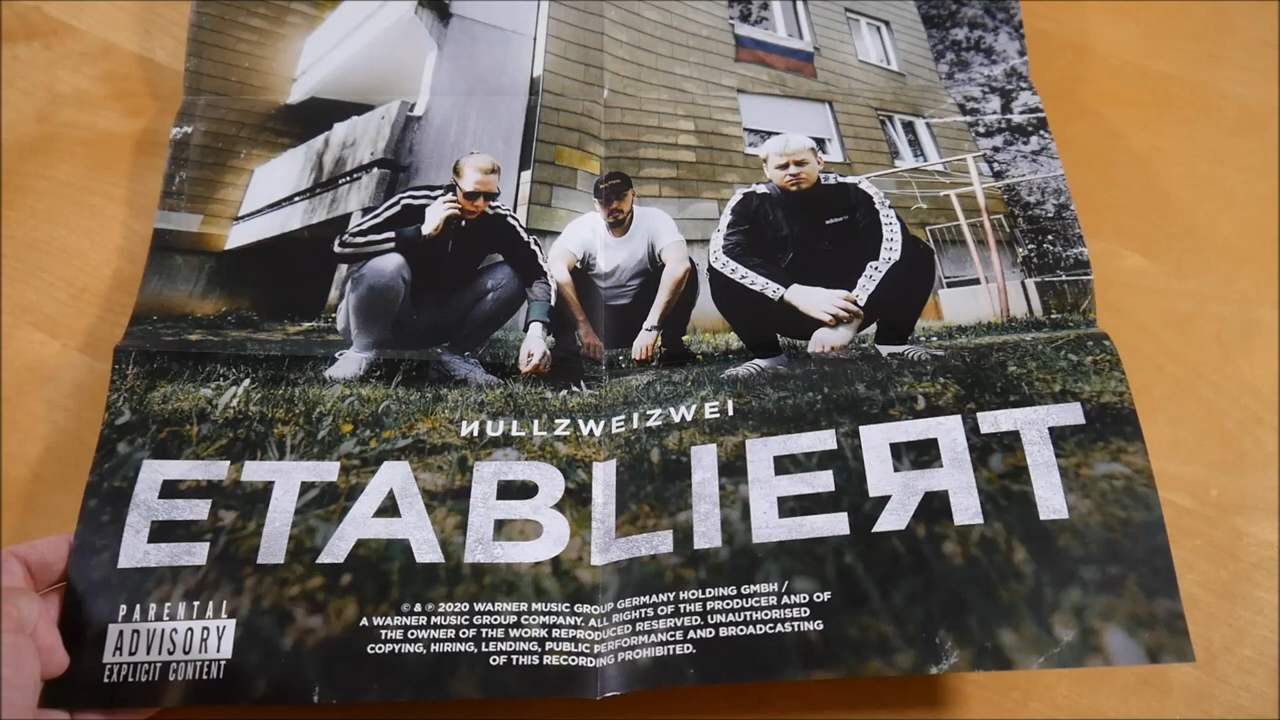 ИULLZWEIZWEI
ETABLIEЯT
PARENTAL
ADVISORY
EXPLICIT CONTENT
© & ℗ 2020 WARNER MUSIC GROUP GERMANY HOLDING GMBH /
A WARNER MUSIC GROUP COMPANY. ALL RIGHTS OF THE PRODUCER AND OF
THE OWNER OF THE WORK REPRODUCED RESERVED. UNAUTHORISED
COPYING, HIRING, LENDING, PUBLIC PERFORMANCE AND BROADCASTING
OF THIS RECORDING PROHIBITED.